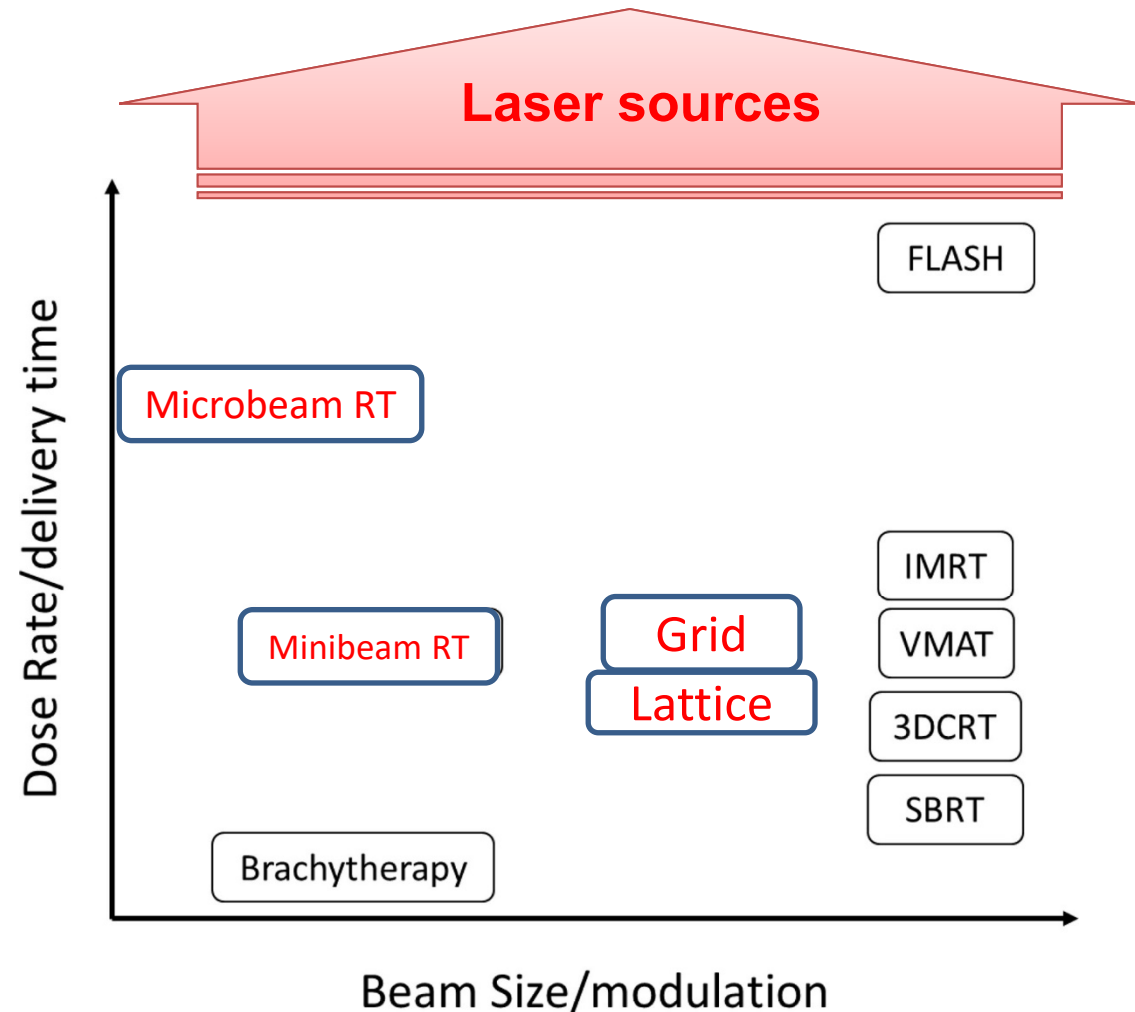 Laser sources
FLASH
Microbeam RT
IMRT
Minibeam RT
Grid
VMAT
Lattice
3DCRT
SBRT
Brachytherapy
Dose Rate/delivery time
Beam Size/modulation